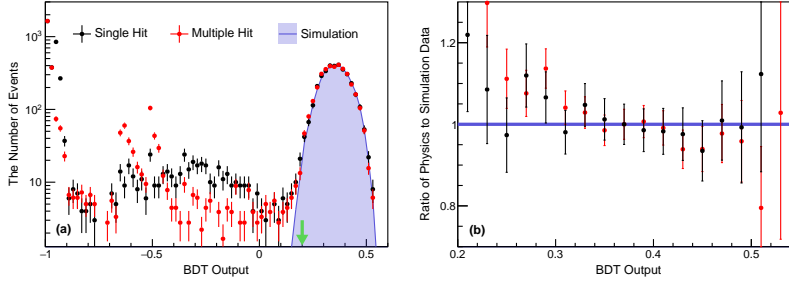 Single Hit
Multiple Hit
Simulation
The Number of Events
10³
10²
10
(a)
−1
−0.5
0
0.5
BDT Output
Ratio of Physics to Simulation Data
1.2
1
0.8
(b)
0.2
0.3
0.4
0.5
BDT Output